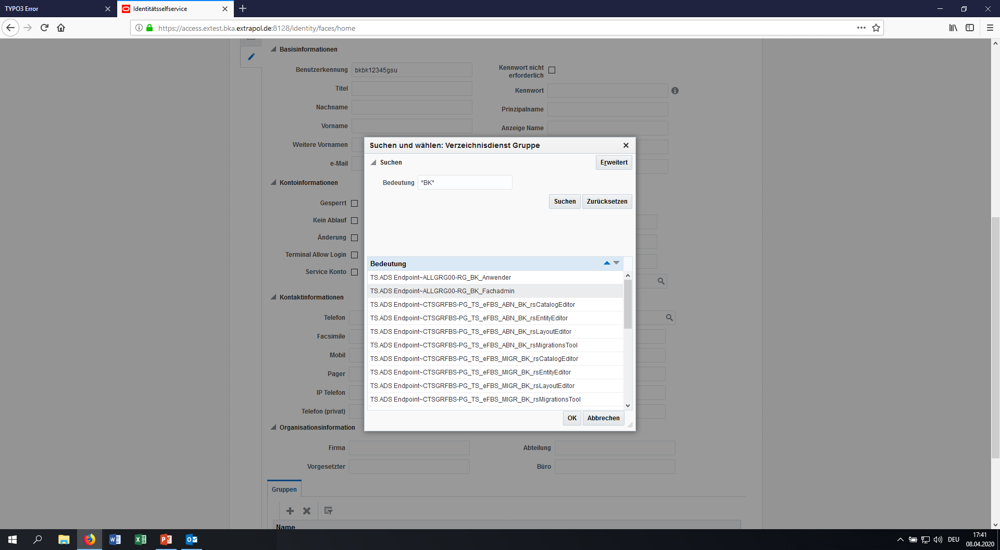 TYPO3 Error
Identitätsselfservice
https://access.extest.bka.extrapol.de:8128/identity/faces/home
Basisinformationen
Benutzerkennung bkbk12345gsu
Kennwort nicht erforderlich
Titel
Kennwort
Nachname
Prinzipalname
Vorname
Anzeige Name
Weitere Vornamen
e-Mail
Kontoinformationen
Gesperrt
Kein Ablauf
Änderung
Terminal Allow Login
Service Konto
Kontaktinformationen
Telefon
Facsimile
Mobil
Pager
IP Telefon
Telefon (privat)
Organisationsinformation
Firma
Abteilung
Vorgesetzter
Büro
Gruppen
Name
Suchen und wählen: Verzeichnisdienst Gruppe
Suchen
Erweitert
Bedeutung *BK*
Suchen Zurücksetzen
Bedeutung
TS.ADS Endpoint~ALLGRG00-RG_BK_Anwender
TS.ADS Endpoint~ALLGRG00-RG_BK_Fachadmin
TS.ADS Endpoint~CTSGRFBS-PG_TS_eFBS_ABN_BK_rsCatalogEditor
TS.ADS Endpoint~CTSGRFBS-PG_TS_eFBS_ABN_BK_rsEntityEditor
TS.ADS Endpoint~CTSGRFBS-PG_TS_eFBS_ABN_BK_rsLayoutEditor
TS.ADS Endpoint~CTSGRFBS-PG_TS_eFBS_ABN_BK_rsMigrationsTool
TS.ADS Endpoint~CTSGRFBS-PG_TS_eFBS_MIGR_BK_rsCatalogEditor
TS.ADS Endpoint~CTSGRFBS-PG_TS_eFBS_MIGR_BK_rsEntityEditor
TS.ADS Endpoint~CTSGRFBS-PG_TS_eFBS_MIGR_BK_rsLayoutEditor
TS.ADS Endpoint~CTSGRFBS-PG_TS_eFBS_MIGR_BK_rsMigrationsTool
OK Abbrechen
DEU
17:41
08.04.2020